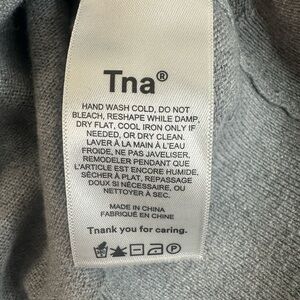 Tna®
HAND WASH COLD, DO NOT
BLEACH, RESHAPE WHILE DAMP,
DRY FLAT, COOL IRON ONLY IF
NEEDED, OR DRY CLEAN.
LAVER À LA MAIN À L'EAU
FROIDE, NE PAS JAVELISER,
REMODELER PENDANT QUE
L'ARTICLE EST ENCORE HUMIDE,
SÉCHER À PLAT, REPASSAGE
DOUX SI NÉCESSAIRE, OU
NETTOYER À SEC.
MADE IN CHINA
FABRIQUÉ EN CHINE
Tnank you for caring.